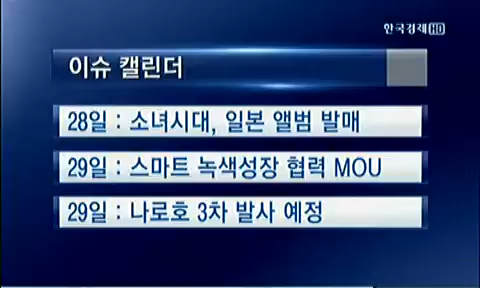 한국경제HD
이슈 캘린더
28일 : 소녀시대, 일본 앨범 발매
29일 : 스마트 녹색성장 협력 MOU
29일 : 나로호 3차 발사 예정